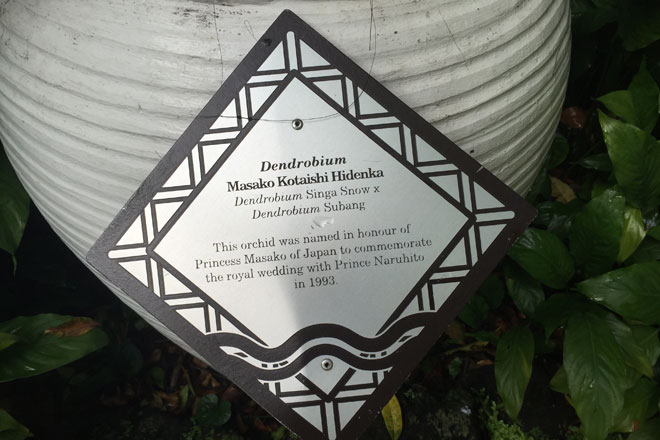 Dendrobium
Masako Kotaishi Hidenka
Dendrobium Singa Snow x
Dendrobium Subang
This orchid was named in honour of
Princess Masako of Japan to commemorate
the royal wedding with Prince Naruhito
in 1993.